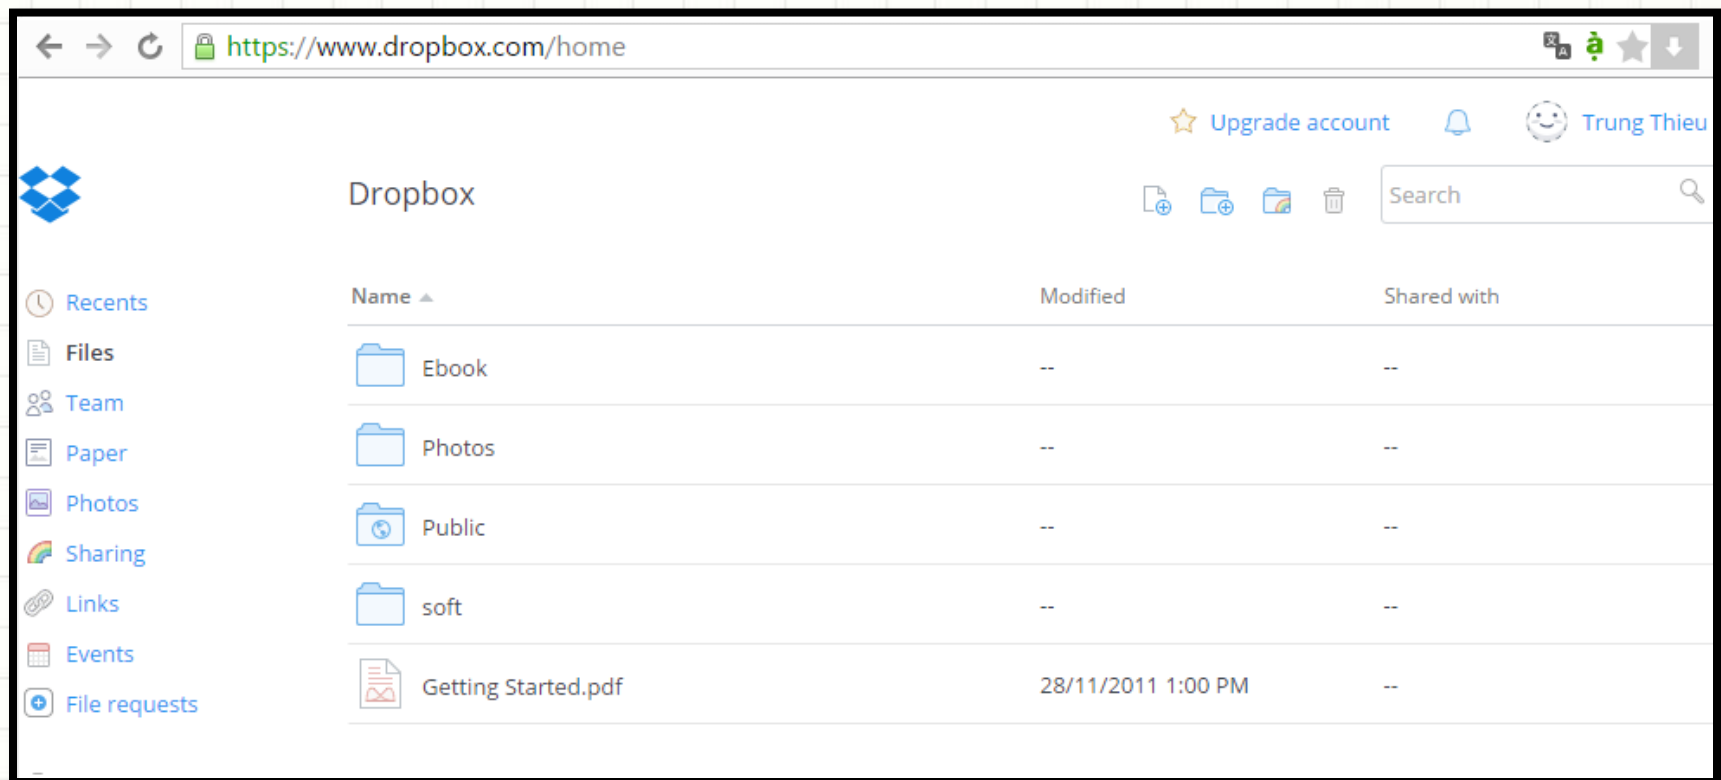 https://www.dropbox.com/home
Upgrade account Trung Thieu
Dropbox Search
Name Modified Shared with
Recents
Files
Team
Paper
Photos
Sharing
Links
Events
File requests
Ebook -- --
Photos -- --
Public -- --
soft -- --
Getting Started.pdf 28/11/2011 1:00 PM --